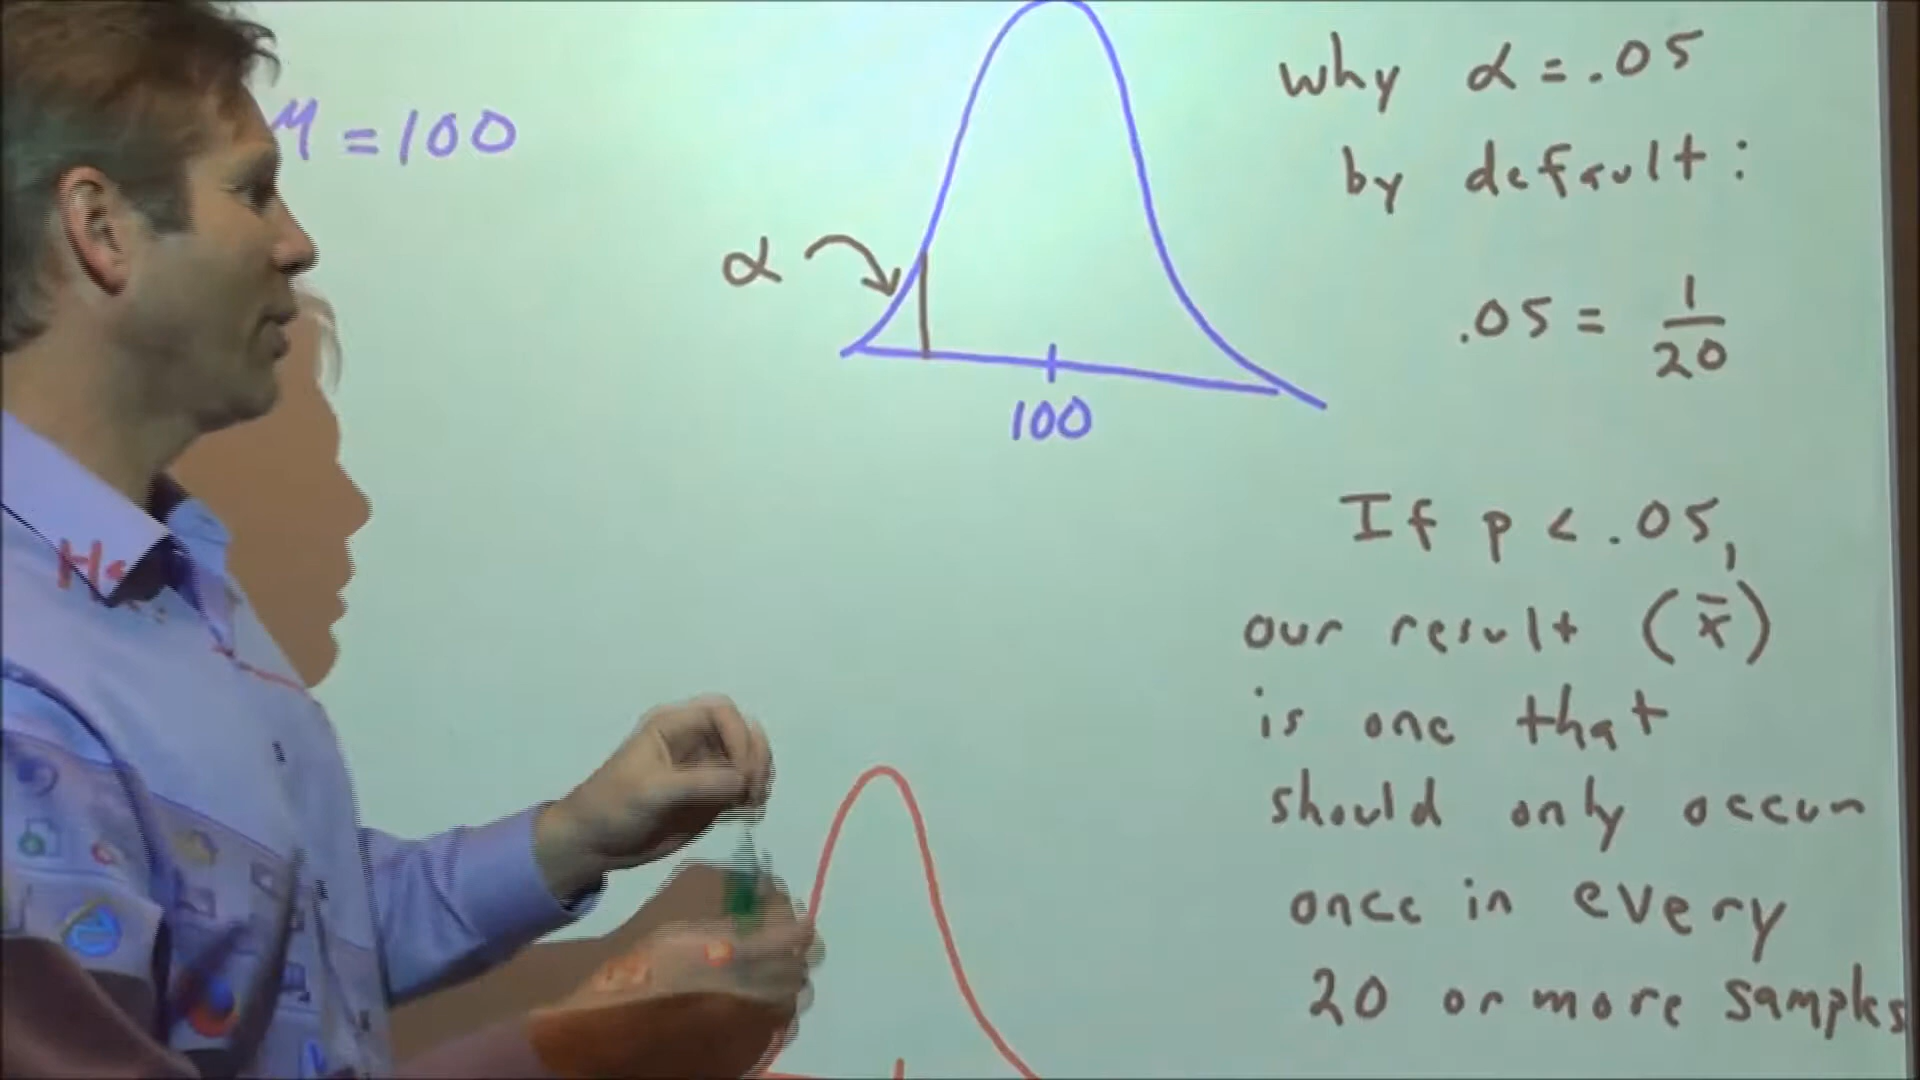 M = 100
α
100
why α = .05
by default:
.05 = 1/20
If p < .05,
our result (x̄)
is one that
should only occur
once in every
20 or more samples